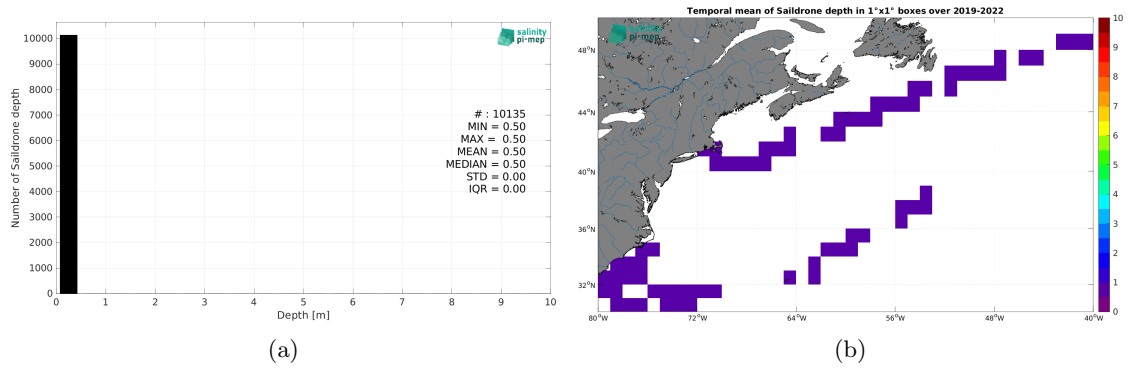 salinity
pi-mep
10000
9000
8000
7000
6000
5000
4000
3000
2000
1000
0
Number of Saildrone depth
# : 10135
MIN = 0.50
MAX = 0.50
MEAN = 0.50
MEDIAN = 0.50
STD = 0.00
IQR = 0.00
0 1 2 3 4 5 6 7 8 9 10
Depth [m]
(a)
Temporal mean of Saildrone depth in 1°x1° boxes over 2019-2022
salinity
pi-mep
48°N
44°N
40°N
36°N
32°N
80°W 72°W 64°W 56°W 48°W 40°W
10
9
8
7
6
5
4
3
2
1
0
(b)